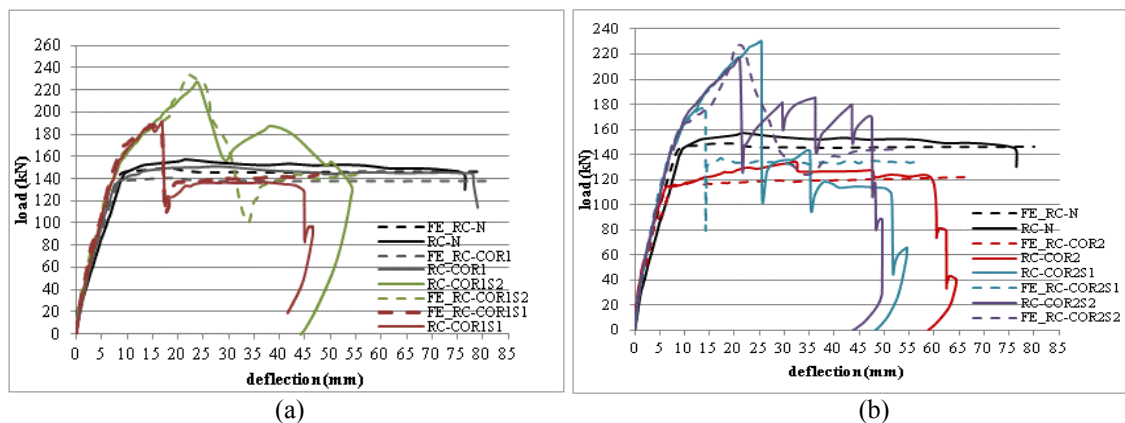 260
240
220
200
180
160
140
120
100
80
60
40
20
0
load (kN)
0 5 10 15 20 25 30 35 40 45 50 55 60 65 70 75 80 85
deflection (mm)
FE_RC-N
RC-N
FE_RC-COR1
RC-COR1
RC-COR1S2
FE_RC-COR1S2
FE_RC-COR1S1
RC-COR1S1
(a)
240
220
200
180
160
140
120
100
80
60
40
20
0
load (kN)
0 5 10 15 20 25 30 35 40 45 50 55 60 65 70 75 80 85
deflection (mm)
FE_RC-N
RC-N
FE_RC-COR2
RC-COR2
RC-COR2S1
FE_RC-COR2S1
RC-COR2S2
FE_RC-COR2S2
(b)